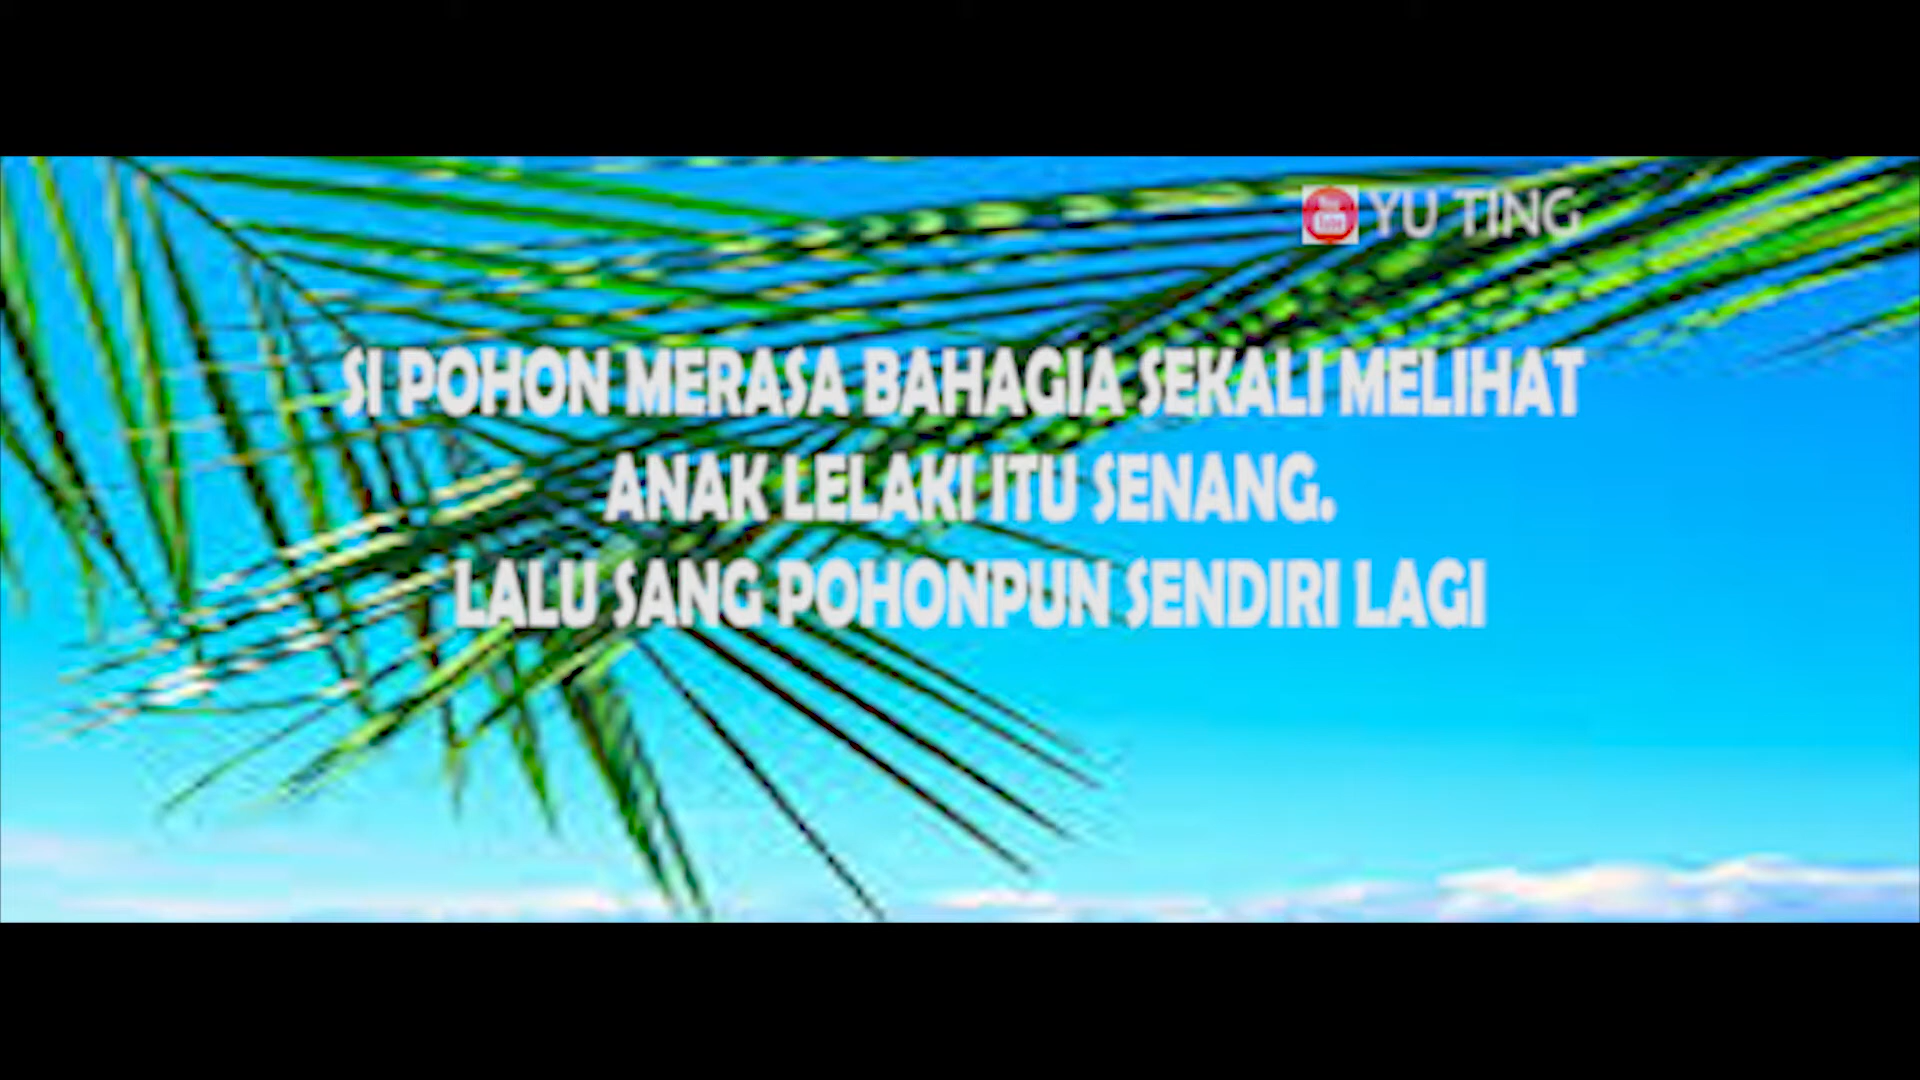 YU TING
SI POHON MERASA BAHAGIA SEKALI MELIHAT
ANAK LELAKI ITU SENANG.
LALU SANG POHONPUN SENDIRI LAGI